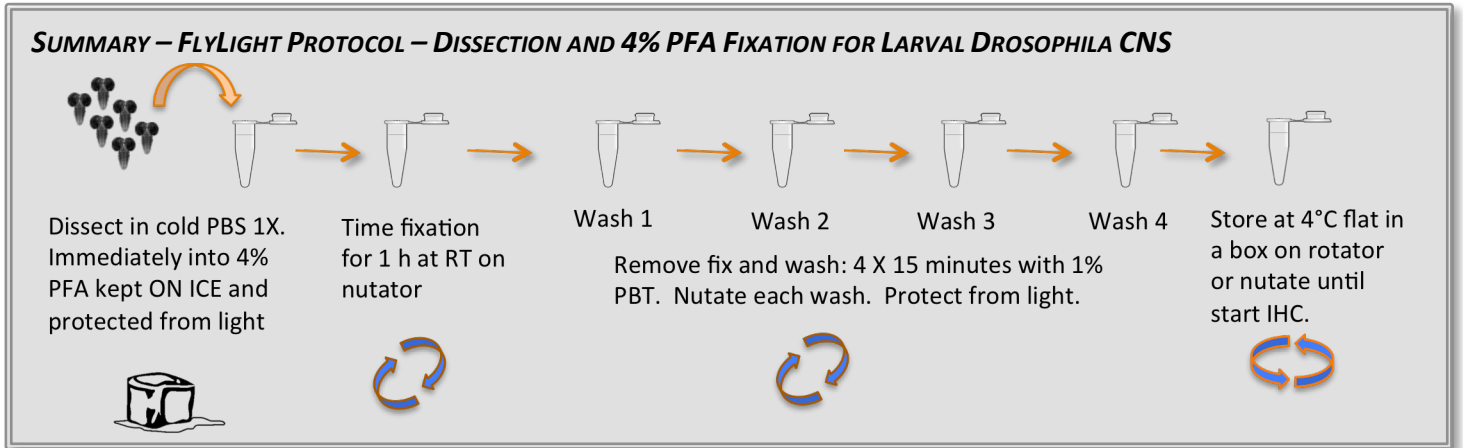 SUMMARY – FLYLIGHT PROTOCOL – DISSECTION AND 4% PFA FIXATION FOR LARVAL DROSOPHILA CNS
Dissect in cold PBS 1X.
Immediately into 4%
PFA kept ON ICE and
protected from light
Time fixation
for 1 h at RT on
nutator
Wash 1
Wash 2
Wash 3
Wash 4
Remove fix and wash: 4 X 15 minutes with 1%
PBT. Nutate each wash. Protect from light.
Store at 4°C flat in
a box on rotator
or nutate until
start IHC.